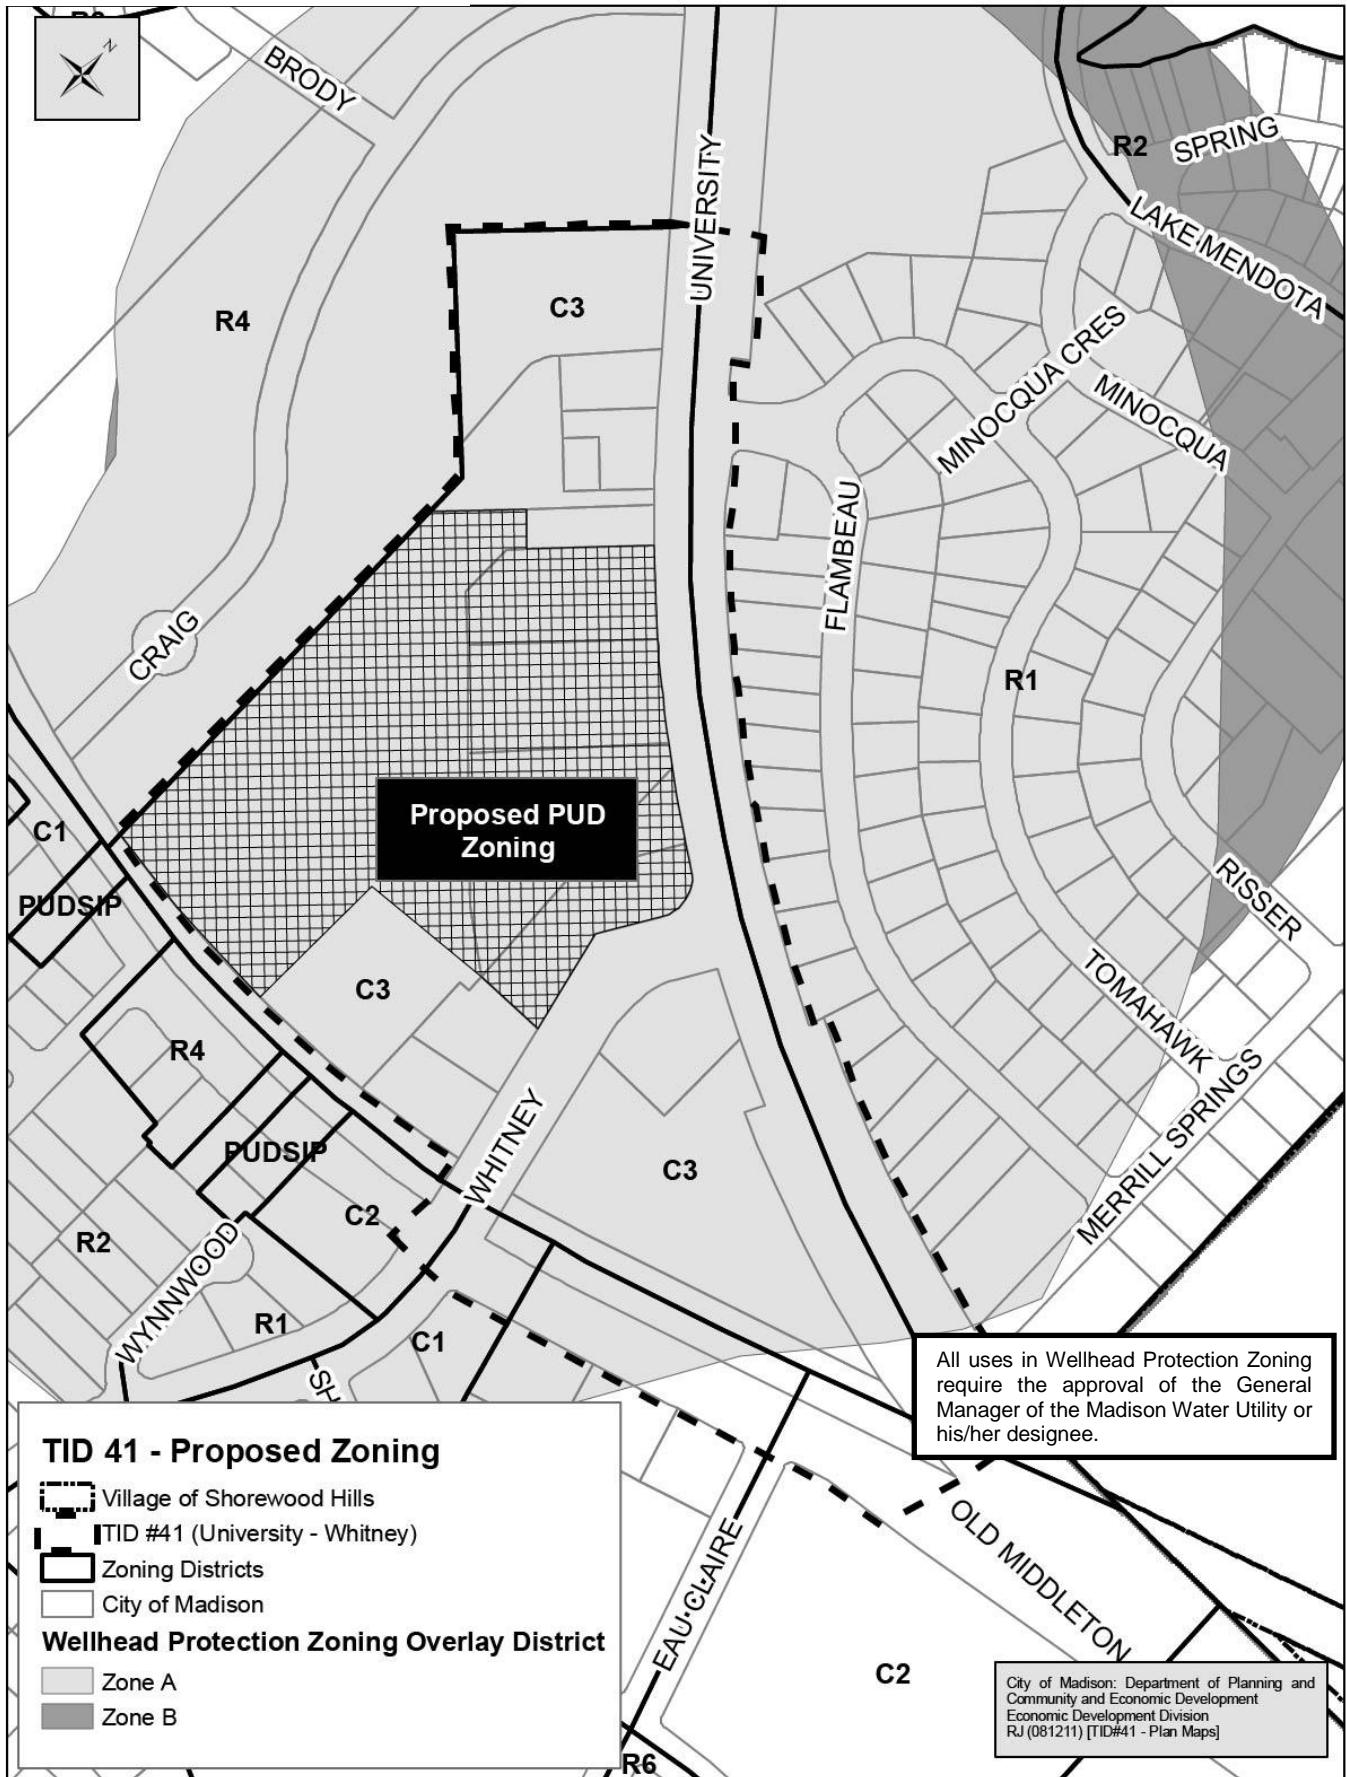 N
BRODY
UNIVERSITY
R2
SPRING
LAKE MENDOTA
R4
C3
MINOCQUA CRES
MINOCQUA
FLAMBEAU
CRAIG
R1
Proposed PUD
Zoning
C1
PUDSIP
RISSER
C3
TOMAHAWK
R4
MERRILL SPRINGS
WHITNEY
PUDSIP
C3
C2
R2
WYNNWOOD
R1
C1
SH
All uses in Wellhead Protection Zoning
require the approval of the General
Manager of the Madison Water Utility or
his/her designee.
TID 41 - Proposed Zoning
Village of Shorewood Hills
TID #41 (University - Whitney)
Zoning Districts
City of Madison
Wellhead Protection Zoning Overlay District
Zone A
Zone B
EAU CLAIRE
OLD MIDDLETON
C2
R6
City of Madison: Department of Planning and
Community and Economic Development
Economic Development Division
RJ (081211) [TID#41 - Plan Maps]